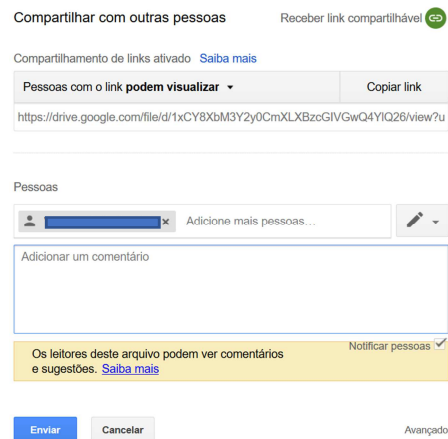 Compartilhar com outras pessoas
Receber link compartilhável
Compartilhamento de links ativado Saiba mais
Pessoas com o link podem visualizar
Copiar link
https://drive.google.com/file/d/1xCY8XbM3Y2y0CmXLXBzcGIVGwQ4YlQ26/view?u
Pessoas
Adicione mais pessoas...
Adicionar um comentário
Notificar pessoas
Os leitores deste arquivo podem ver comentários
e sugestões. Saiba mais
Enviar
Cancelar
Avançado